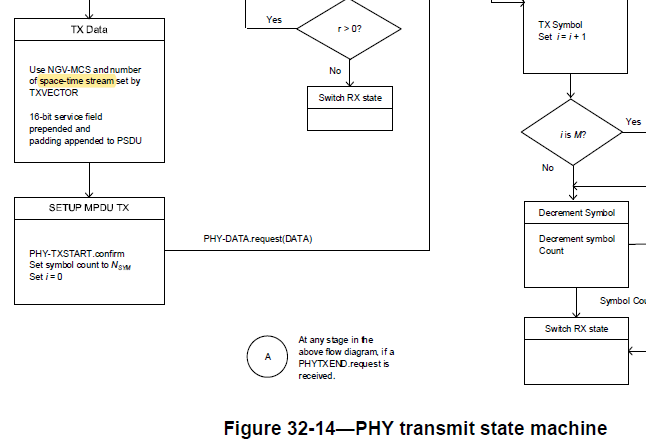 TX Data
Use NGV-MCS and number
of space-time stream set by
TXVECTOR
16-bit service field
prepended and
padding appended to PSDU
SETUP MPDU TX
PHY-TXSTART.confirm
Set symbol count to NSYM
Set i = 0
Yes
r > 0?
No
Switch RX state
PHY-DATA.request(DATA)
TX Symbol
Set i = i + 1
i is M?
Yes
No
Decrement Symbol
Decrement symbol
Count
Symbol Cou
Switch RX state
A
At any stage in the
above flow diagram, if a
PHYTXEND.request is
received.
Figure 32-14—PHY transmit state machine